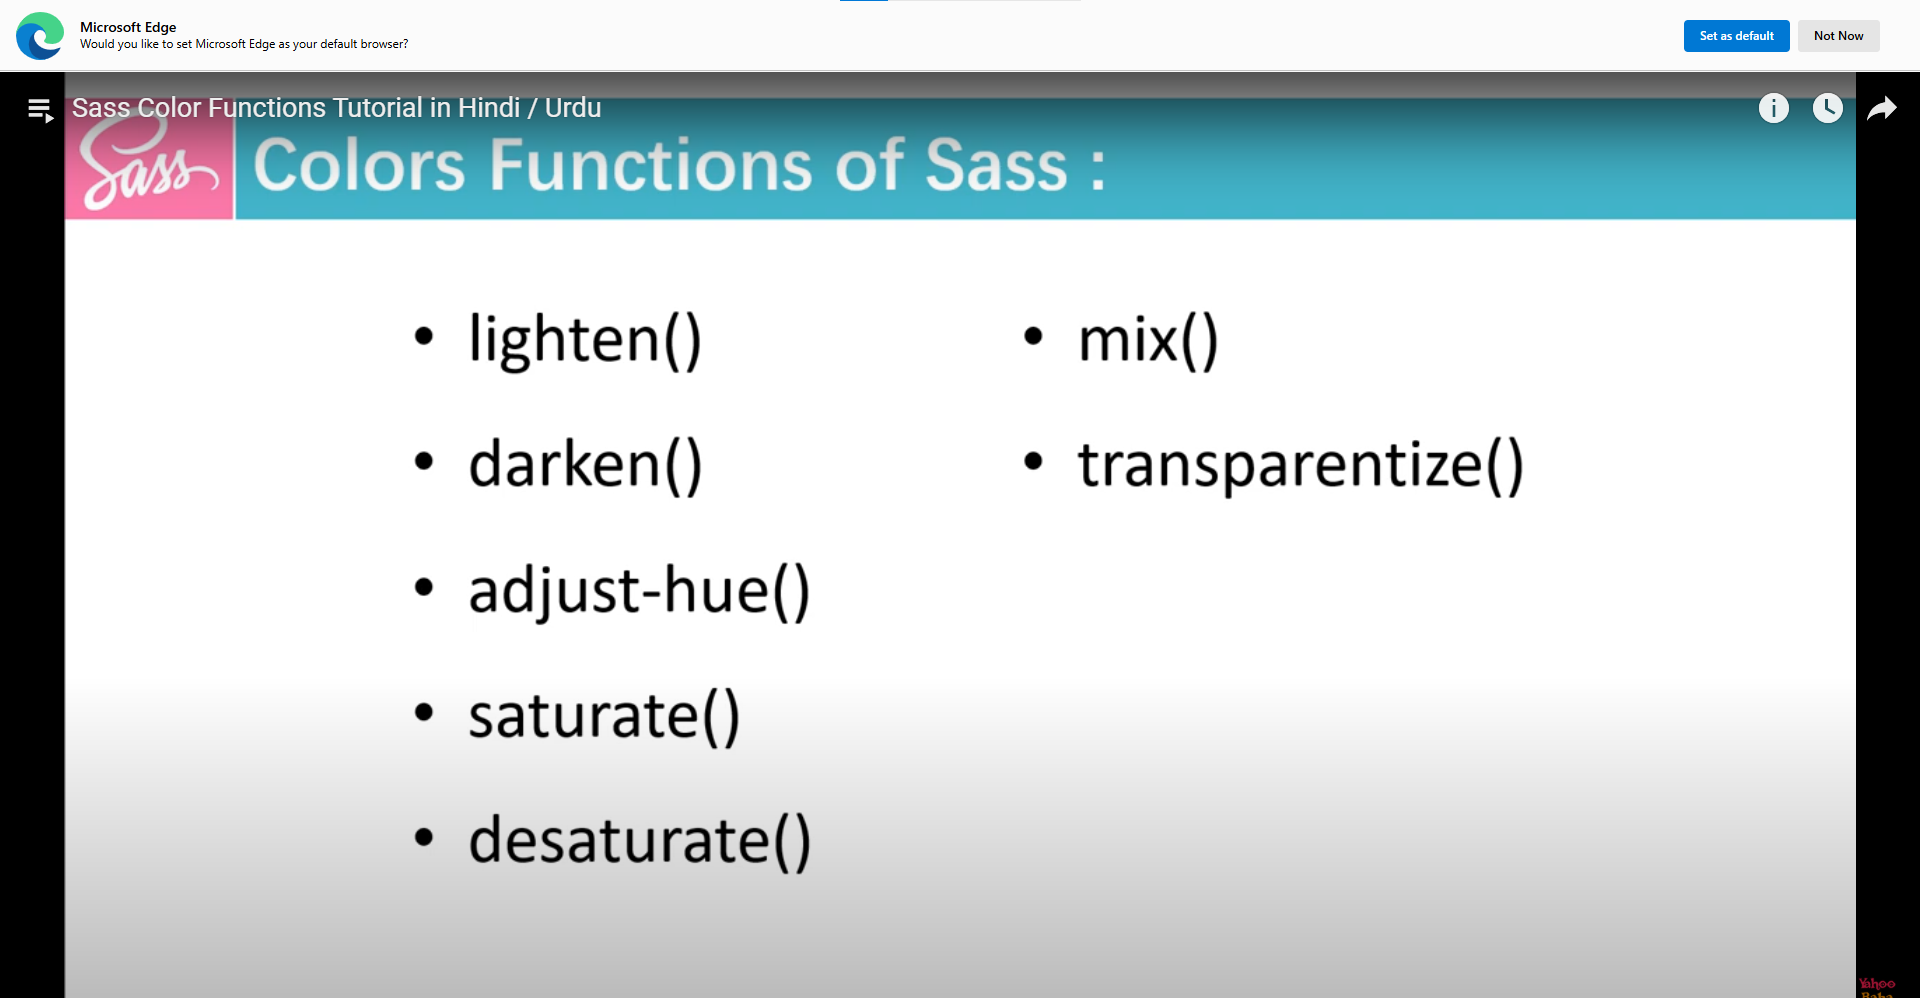 Microsoft Edge
Would you like to set Microsoft Edge as your default browser?
Set as default
Not Now
Sass Color Functions Tutorial in Hindi / Urdu
Sass
Colors Functions of Sass :
• lighten()
• darken()
• adjust-hue()
• saturate()
• desaturate()
• mix()
• transparentize()
Yahoo
Baba